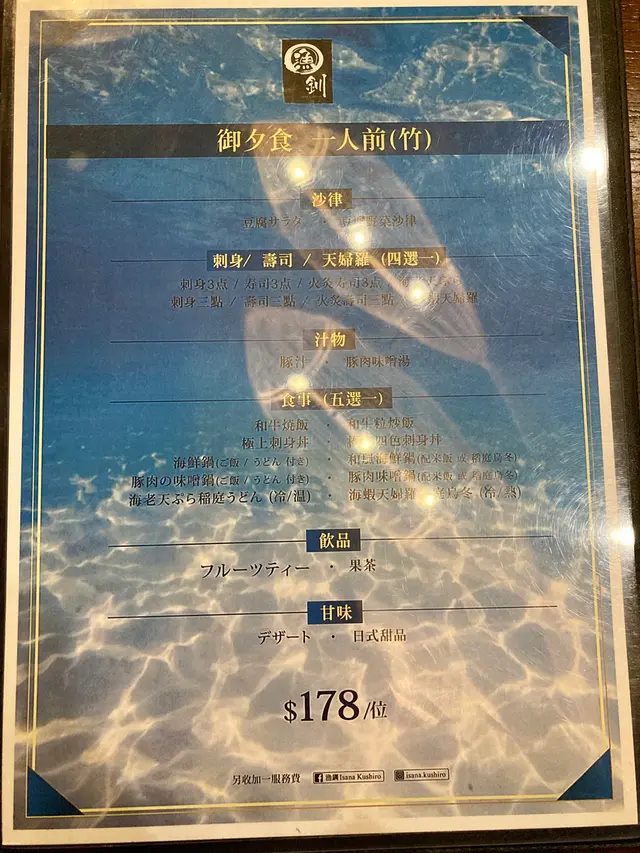 漁
釧
御夕食 一人前(竹)
沙律
豆腐サラダ ・ 豆腐野菜沙律
刺身/ 壽司 / 天婦羅 (四選一)
刺身3点 / 寿司3点 / 火炙寿司3点
刺身三點 / 壽司三點 / 火炙壽司三點 / 天婦羅
汁物
豚汁 ・ 豚肉味噌湯
食事 (五選一)
和牛焼飯 ・ 和牛粒炒飯
極上刺身丼 ・ 四色刺身丼
海鮮鍋(ご飯 / うどん 付き) ・ 和風海鮮鍋(配米飯 或 稻庭烏冬)
豚肉の味噌鍋(ご飯 / うどん 付き) ・ 豚肉味噌鍋(配米飯 或 稻庭烏冬)
海老天ぷら稲庭うどん (冷/温) ・ 海蝦天婦羅 庭烏冬 (冷/熱)
飲品
フルーツティー ・ 果茶
甘味
デザート ・ 日式甜品
$178/位
另收加一服務費 漁釧 Isana Kushiro isana.kushiro